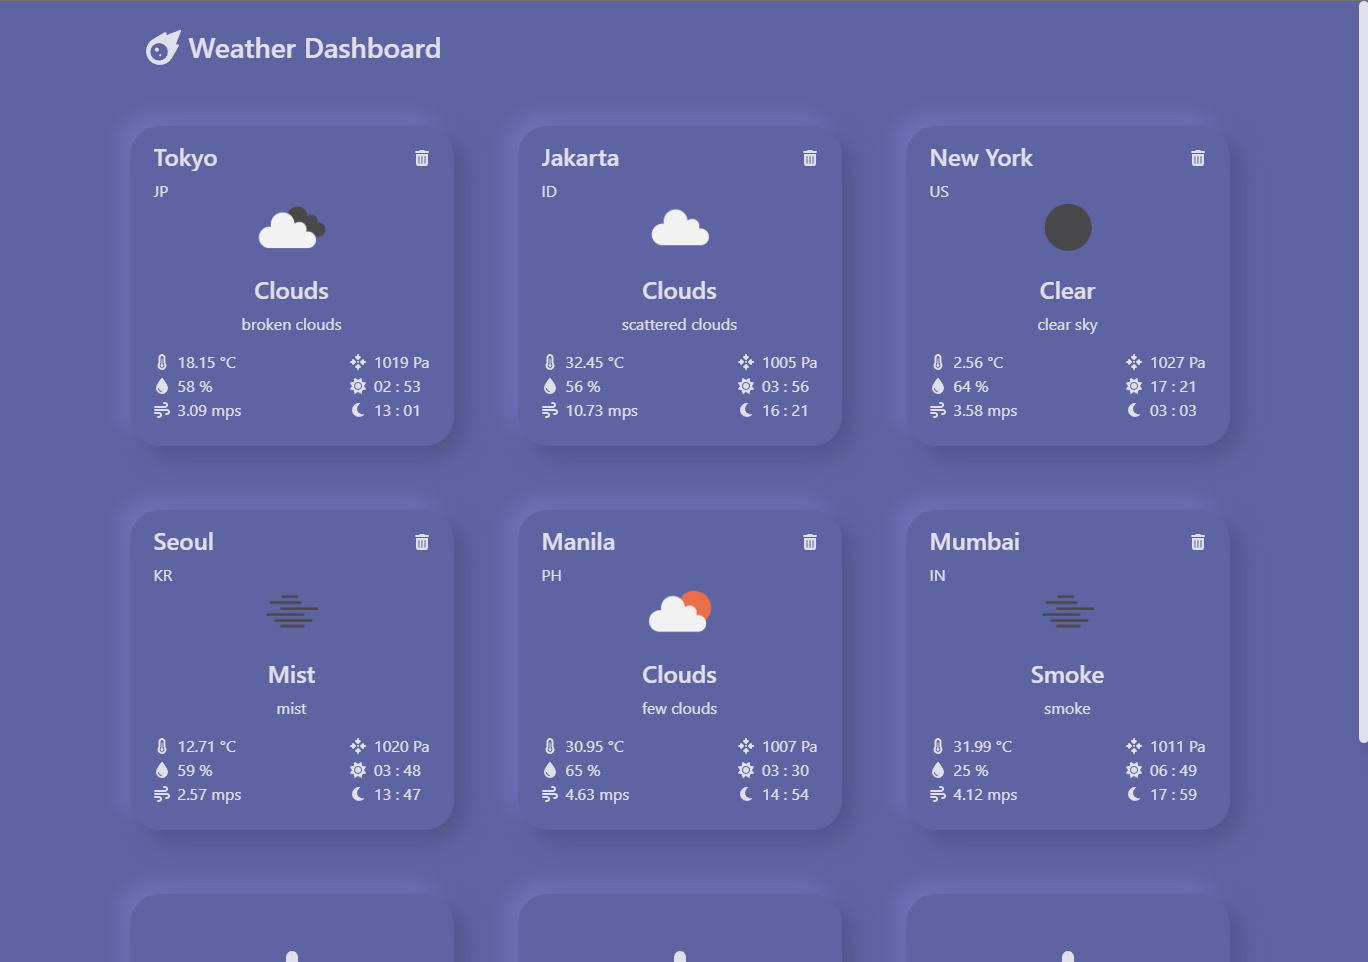 Weather Dashboard
Tokyo
JP
Clouds
broken clouds
18.15 °C 1019 Pa
58 % 02 : 53
3.09 mps 13 : 01
Jakarta
ID
Clouds
scattered clouds
32.45 °C 1005 Pa
56 % 03 : 56
10.73 mps 16 : 21
New York
US
Clear
clear sky
2.56 °C 1027 Pa
64 % 17 : 21
3.58 mps 03 : 03
Seoul
KR
Mist
mist
12.71 °C 1020 Pa
59 % 03 : 48
2.57 mps 13 : 47
Manila
PH
Clouds
few clouds
30.95 °C 1007 Pa
65 % 03 : 30
4.63 mps 14 : 54
Mumbai
IN
Smoke
smoke
31.99 °C 1011 Pa
25 % 06 : 49
4.12 mps 17 : 59